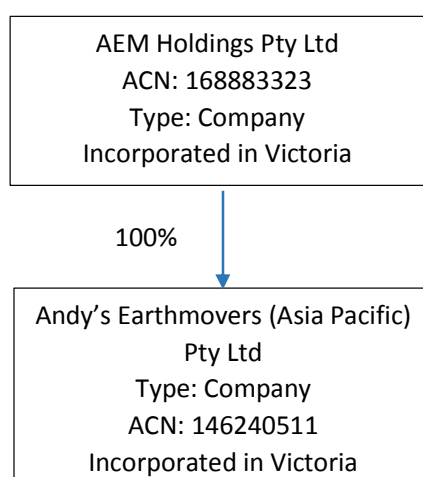 AEM Holdings Pty Ltd
ACN: 168883323
Type: Company
Incorporated in Victoria
100%
Andy’s Earthmovers (Asia Pacific)
Pty Ltd
Type: Company
ACN: 146240511
Incorporated in Victoria